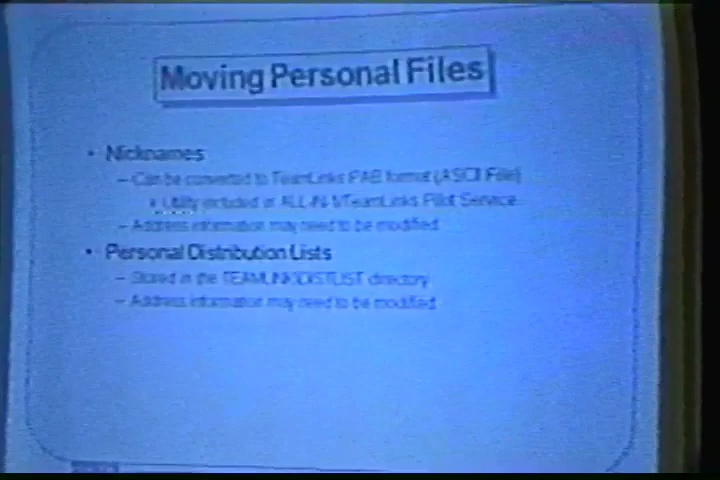 Moving Personal Files
• Nicknames
– Can be converted to TeamLinks PAB format (ASCII File)
• Utility included in ALL-IN-1/TeamLinks Pilot Service
– Address information may need to be modified
• Personal Distribution Lists
– Stored in the TEAMLINKS\DISTLIST directory
– Address information may need to be modified